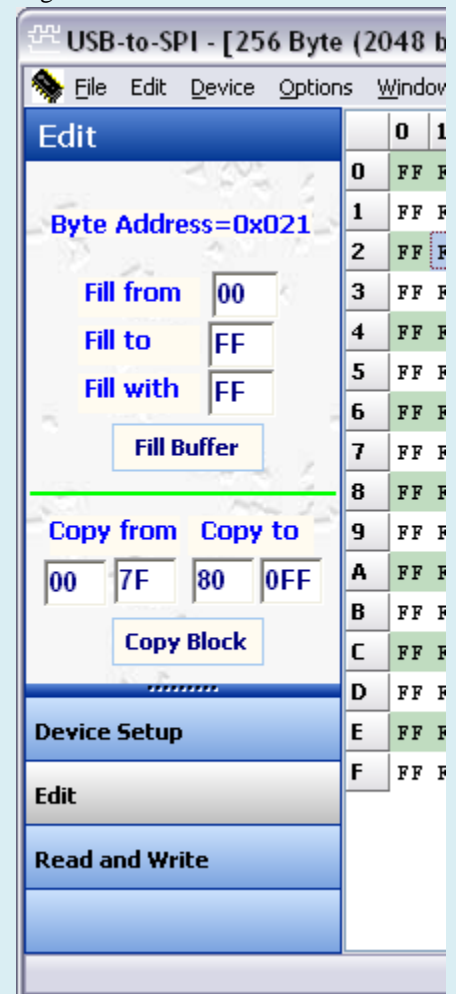 USB-to-SPI - [256 Byte (2048 b
File Edit Device Options Window
Edit
Byte Address=0x021
Fill from 00
Fill to FF
Fill with FF
Fill Buffer
Copy from Copy to
00 7F 80 0FF
Copy Block
Device Setup
Edit
Read and Write
0 1
0 FF F
1 FF F
2 FF F
3 FF F
4 FF F
5 FF F
6 FF F
7 FF F
8 FF F
9 FF F
A FF F
B FF F
C FF F
D FF F
E FF F
F FF F